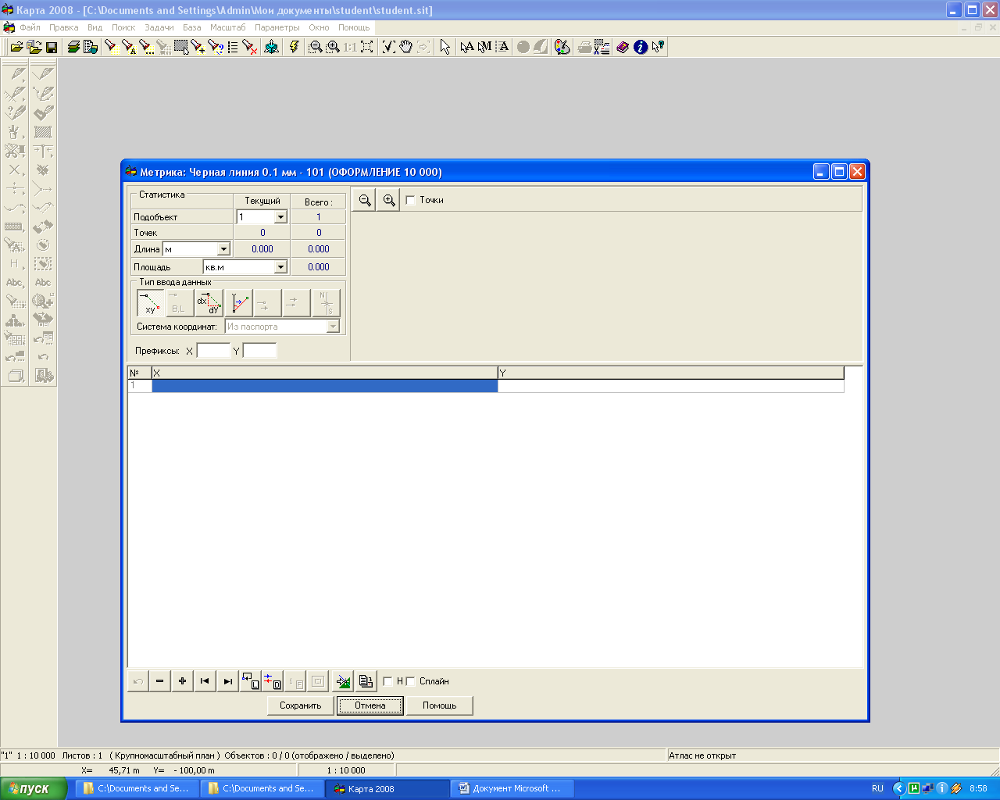 Карта 2008 - [C:\Documents and Settings\Admin\Мои документы\student\student.sit]
Файл Правка Вид Поиск Задачи База Масштаб Параметры Окно Помощь
1:1
Метрика: Черная линия 0.1 мм - 101 (ОФОРМЛЕНИЕ 10 000)
Статистика
Текущий Всего :
Подобъект 1 1
Точек 0 0
Длина м 0.000 0.000
Площадь кв.м 0.000
Точки
Тип ввода данных
xy B,L dx dy Y N S
Система координат: Из паспорта
Префиксы: X Y
№ X Y
1
L D 1 F
H Сплайн
Сохранить Отмена Помощь
H
Abc Abc
"1" 1 : 10 000 Листов : 1 ( Крупномасштабный план ) Объектов : 0 / 0 (отображено / выделено) Атлас не открыт
X= 45,71 m Y= - 100,00 m 1 : 10 000
пуск C:\Documents and Se... C:\Documents and Se... Карта 2008 Документ Microsoft ... RU 8:58